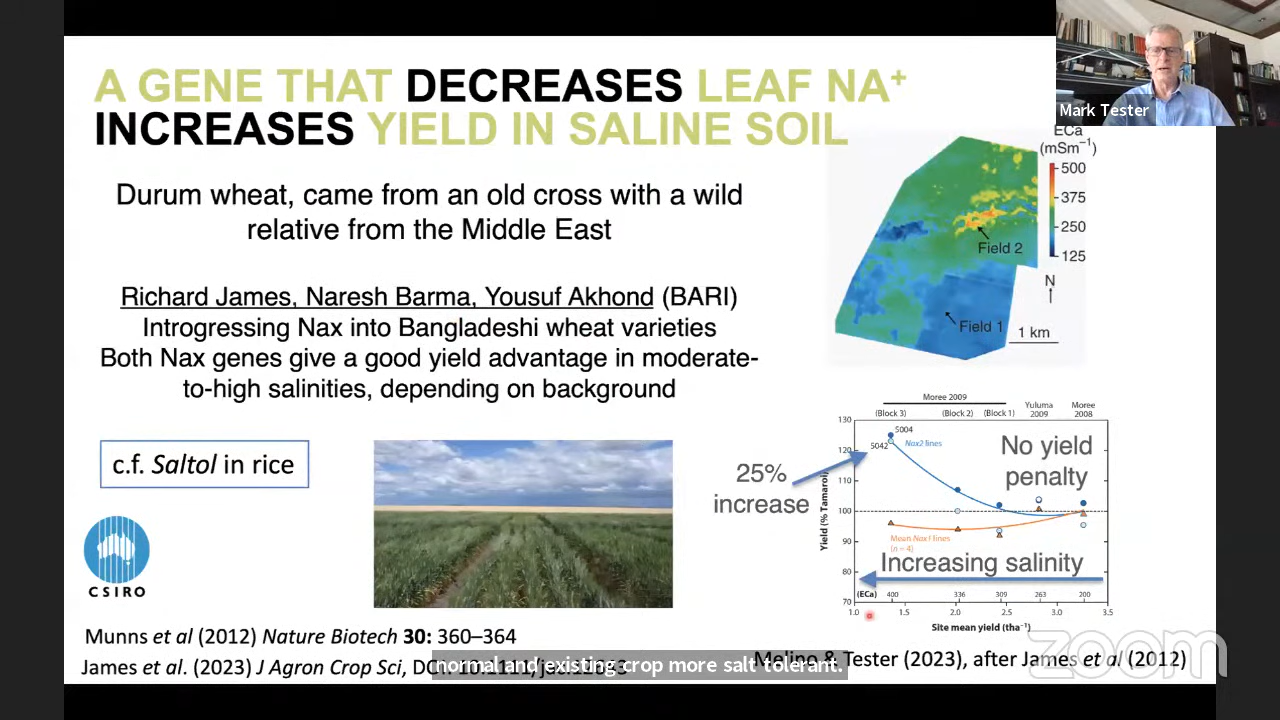 A GENE THAT DECREASES LEAF NA⁺
INCREASES YIELD IN SALINE SOIL
Mark Tester
Durum wheat, came from an old cross with a wild
relative from the Middle East
Richard James, Naresh Barma, Yousuf Akhond (BARI)
Introgressing Nax into Bangladeshi wheat varieties
Both Nax genes give a good yield advantage in moderate-
to-high salinities, depending on background
c.f. Saltol in rice
CSIRO
ECa
(mSm⁻¹)
500
375
250
125
Field 2
N
Field 1
1 km
Moree 2009
(Block 3) (Block 2) (Block 1)
Yuluma
2009
Moree
2008
130
120
110
100
90
80
70
5004
5042
Nax2 lines
No yield
penalty
25%
increase
Yield (% Tamaroi)
Mean Nax1 lines
(n = 4)
Increasing salinity
(ECa) 400 336 309 263 200
1.0 1.5 2.0 2.5 3.0 3.5
Site mean yield (tha⁻¹)
Munns et al (2012) Nature Biotech 30: 360–364
James et al. (2023) J Agron Crop Sci,
normal and existing crop more salt tolerant.
Melino & Tester (2023), after James et al (2012)
zoom